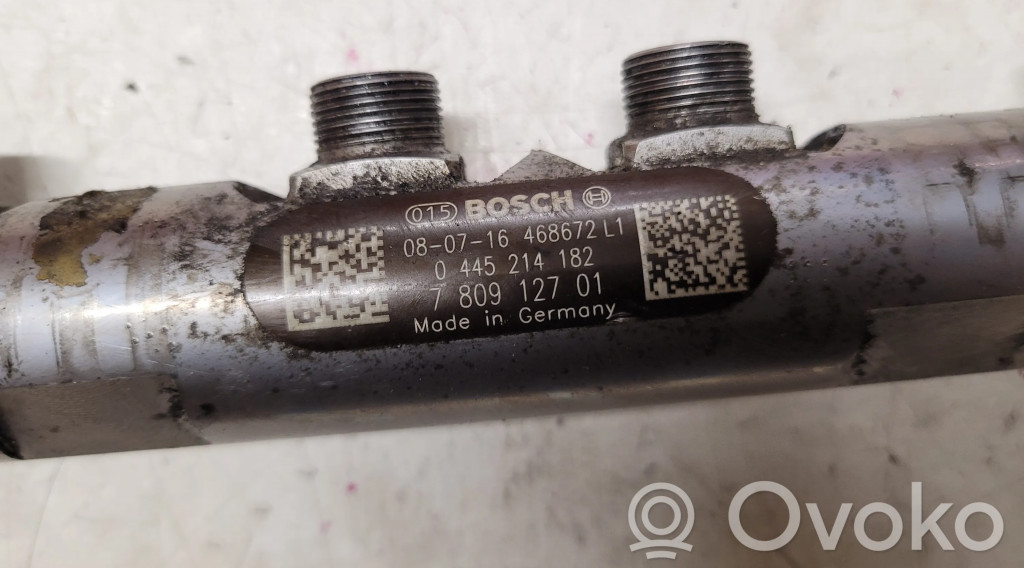 015 BOSCH
08-07-16 468672 L1
0 445 214 182
7 809 127 01
Made in Germany
Ovoko